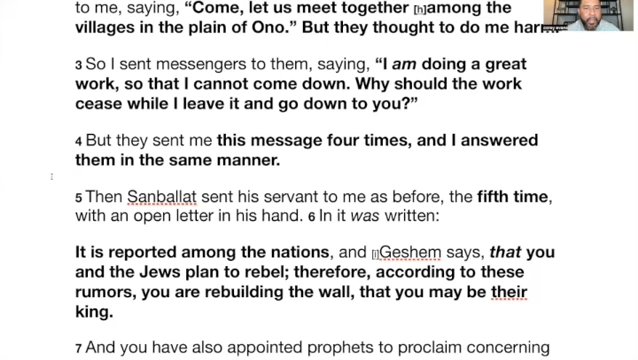 to me, saying, “Come, let us meet together [h]among the
villages in the plain of Ono.” But they thought to do me harm.
3 So I sent messengers to them, saying, “I am doing a great
work, so that I cannot come down. Why should the work
cease while I leave it and go down to you?”
4 But they sent me this message four times, and I answered
them in the same manner.
5 Then Sanballat sent his servant to me as before, the fifth time,
with an open letter in his hand. 6 In it was written:
It is reported among the nations, and [i]Geshem says, that you
and the Jews plan to rebel; therefore, according to these
rumors, you are rebuilding the wall, that you may be their
king.
7 And you have also appointed prophets to proclaim concerning